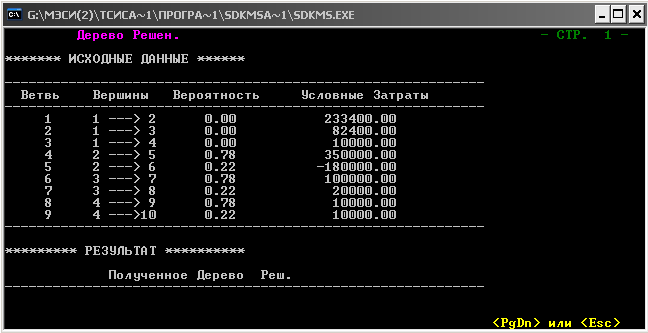 G:\МЭСИ(2)\ТСИСА~1\ПРОГРА~1\SDKMSA~1\SDKMS.EXE
Дерево Решен. - СТР. 1 -
******* ИСХОДНЫЕ ДАННЫЕ ******
Ветвь Вершины Вероятность Условные Затраты
1 1 ---> 2 0.00 233400.00
2 1 ---> 3 0.00 82400.00
3 1 ---> 4 0.00 10000.00
4 2 ---> 5 0.78 350000.00
5 2 ---> 6 0.22 -180000.00
6 3 ---> 7 0.78 100000.00
7 3 ---> 8 0.22 20000.00
8 4 ---> 9 0.78 10000.00
9 4 --->10 0.22 10000.00
********* РЕЗУЛЬТАТ **********
Полученное Дерево Реш.
<PgDn> или <Esc>